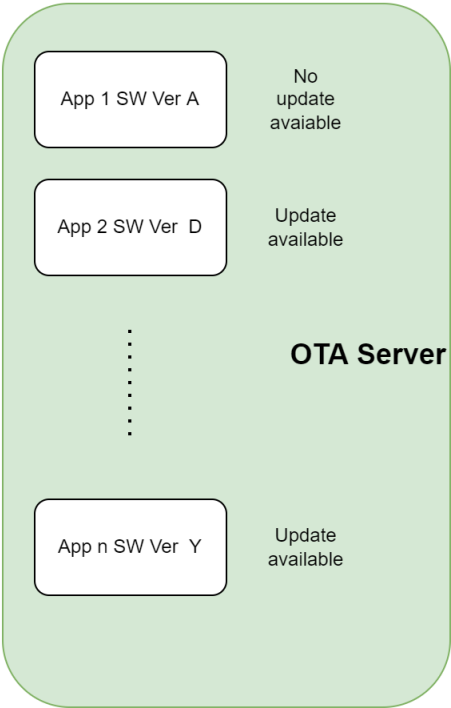 App 1 SW Ver A
No
update
avaiable
App 2 SW Ver  D
Update
available
OTA Server
App n SW Ver  Y
Update
available